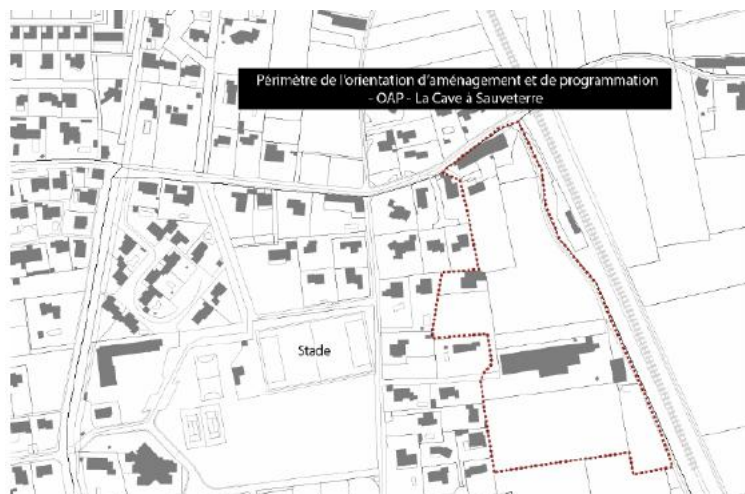 Périmètre de l'orientation d'aménagement et de programmation
- OAP - La Cave à Sauveterre
Stade